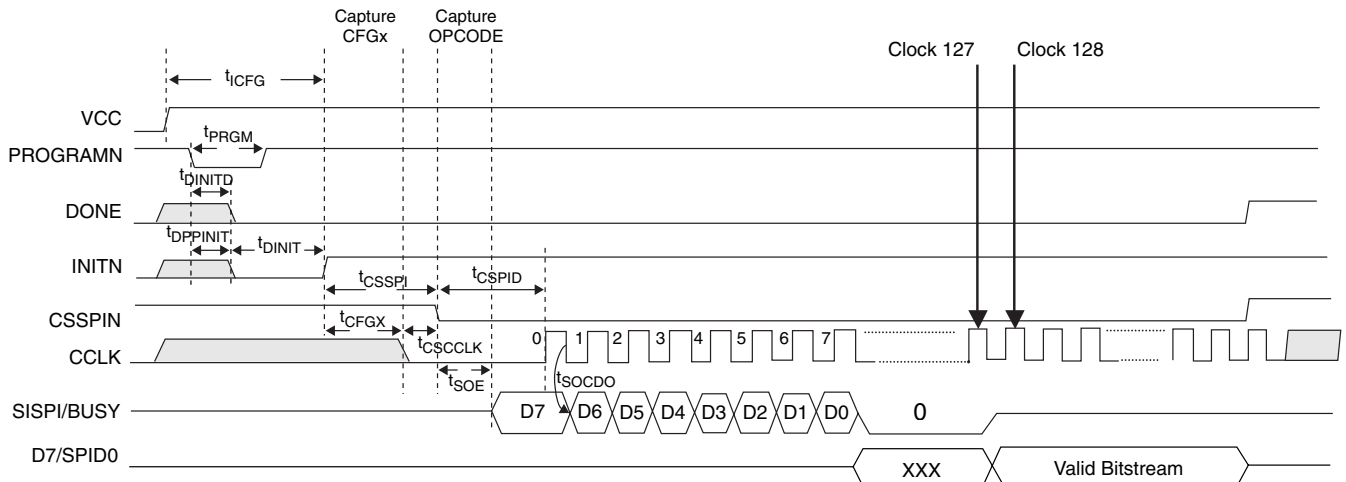 Capture CFGx
Capture OPCODE
Clock 127
Clock 128
tICFG
VCC
tPRGM
PROGRAMN
tDINITD
DONE
tDPPINIT
tDINIT
INITN
tCSSPI
tCSPID
CSSPIN
tCFGX
0 1 2 3 4 5 6 7
CCLK
tCSCCLK
tSOE
tSOCDO
SISPI/BUSY
D7 D6 D5 D4 D3 D2 D1 D0 0
D7/SPID0
XXX
Valid Bitstream